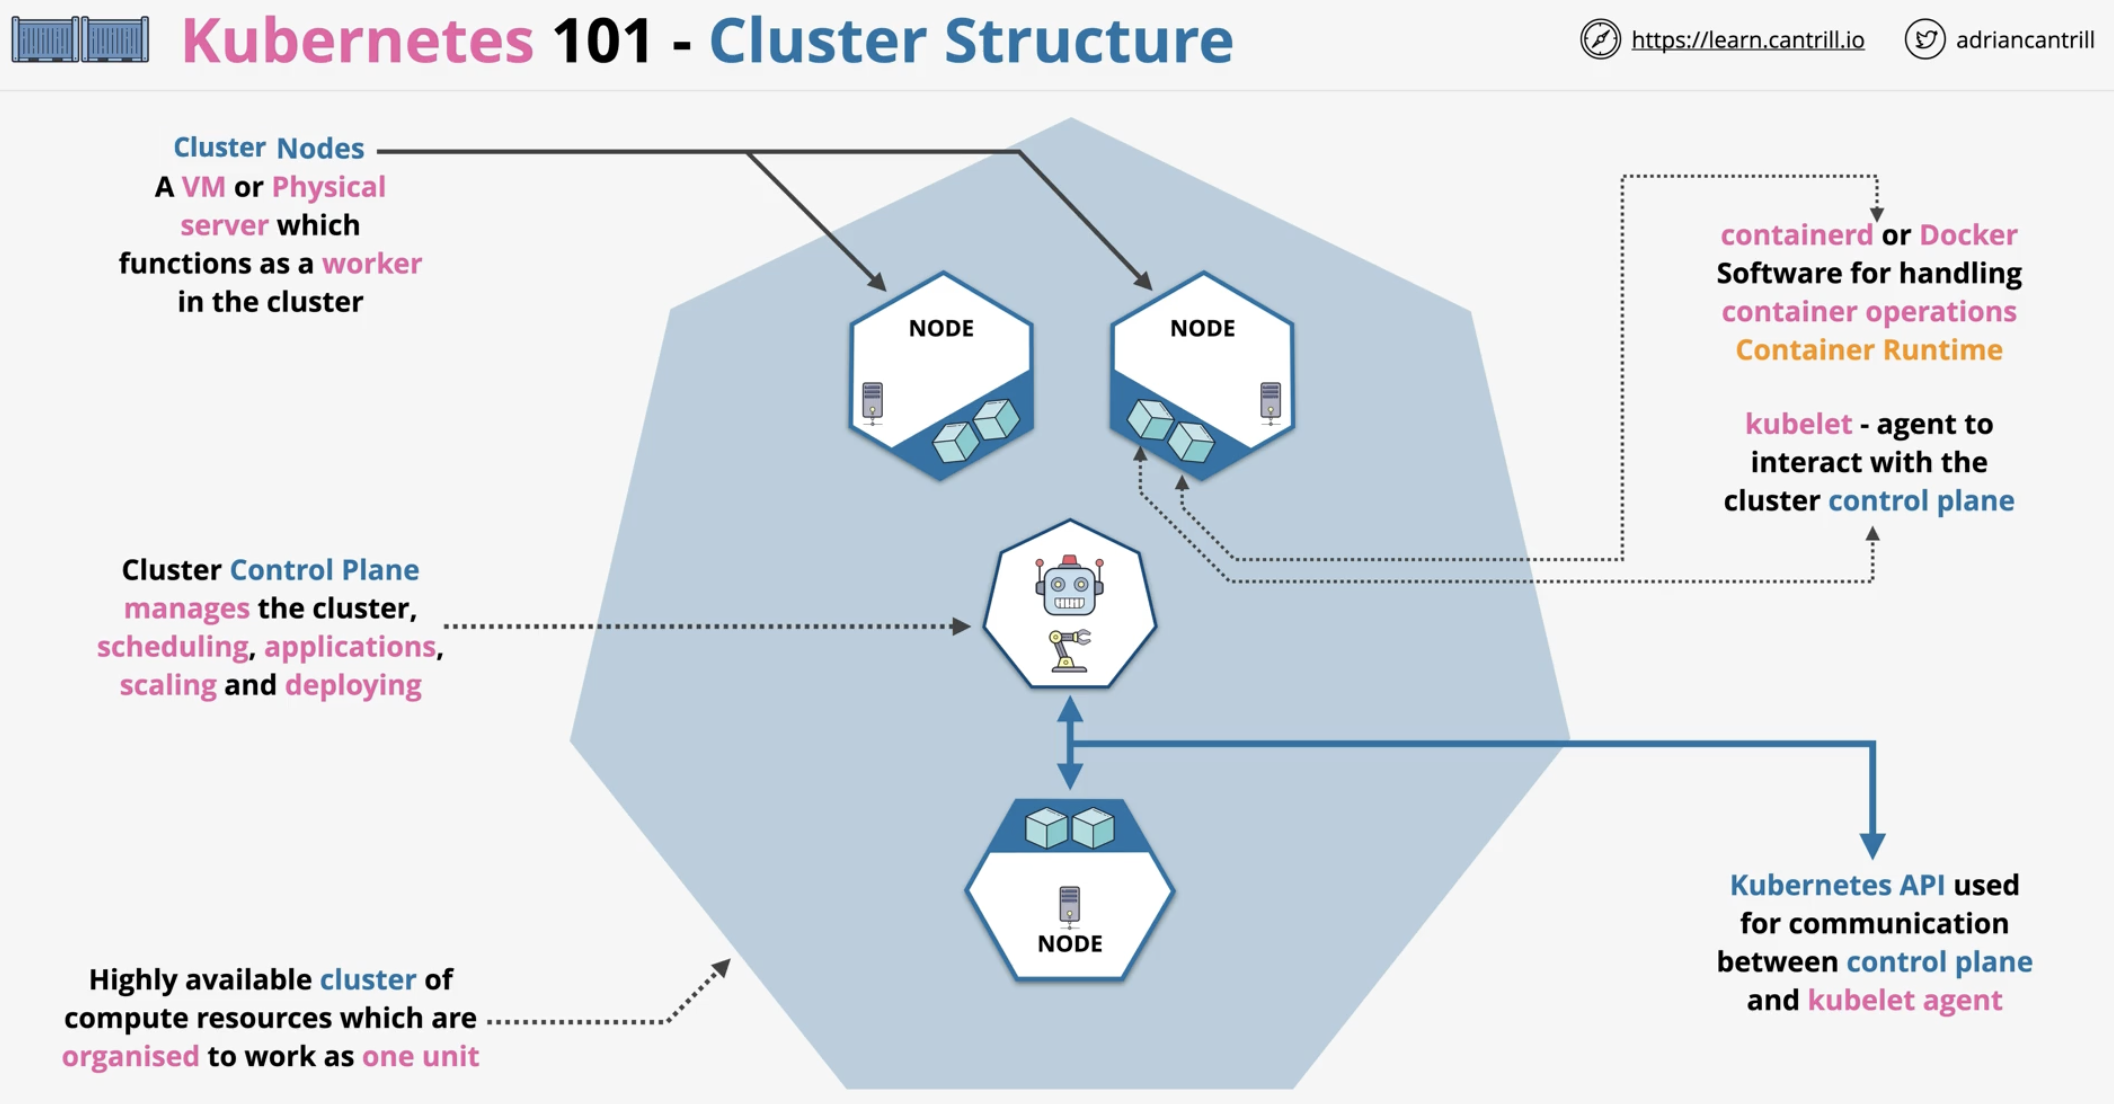 Kubernetes 101 - Cluster Structure
https://learn.cantrill.io
adriancantrill
Cluster Nodes
A VM or Physical
server which
functions as a worker
in the cluster
NODE
NODE
containerd or Docker
Software for handling
container operations
Container Runtime
kubelet - agent to
interact with the
cluster control plane
Cluster Control Plane
manages the cluster,
scheduling, applications,
scaling and deploying
NODE
Kubernetes API used
for communication
between control plane
and kubelet agent
Highly available cluster of
compute resources which are
organised to work as one unit